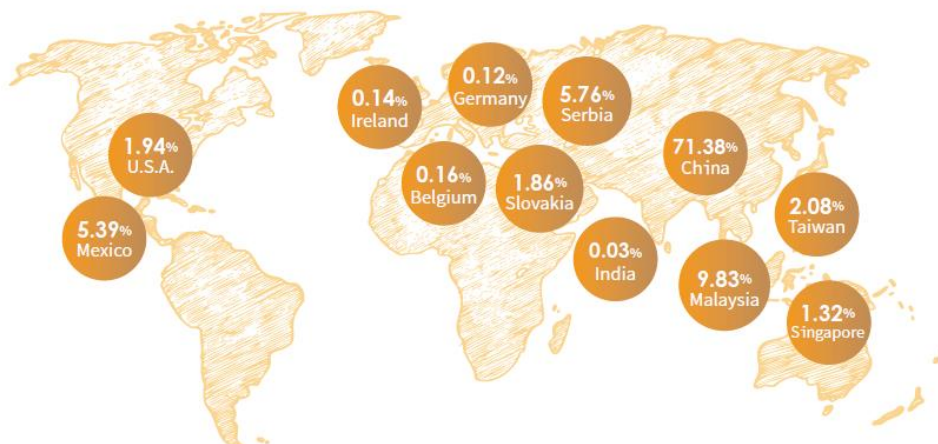 0.12%
Germany
0.14%
Ireland
5.76%
Serbia
1.94%
U.S.A.
71.38%
China
0.16%
Belgium
1.86%
Slovakia
2.08%
Taiwan
5.39%
Mexico
0.03%
India
9.83%
Malaysia
1.32%
Singapore